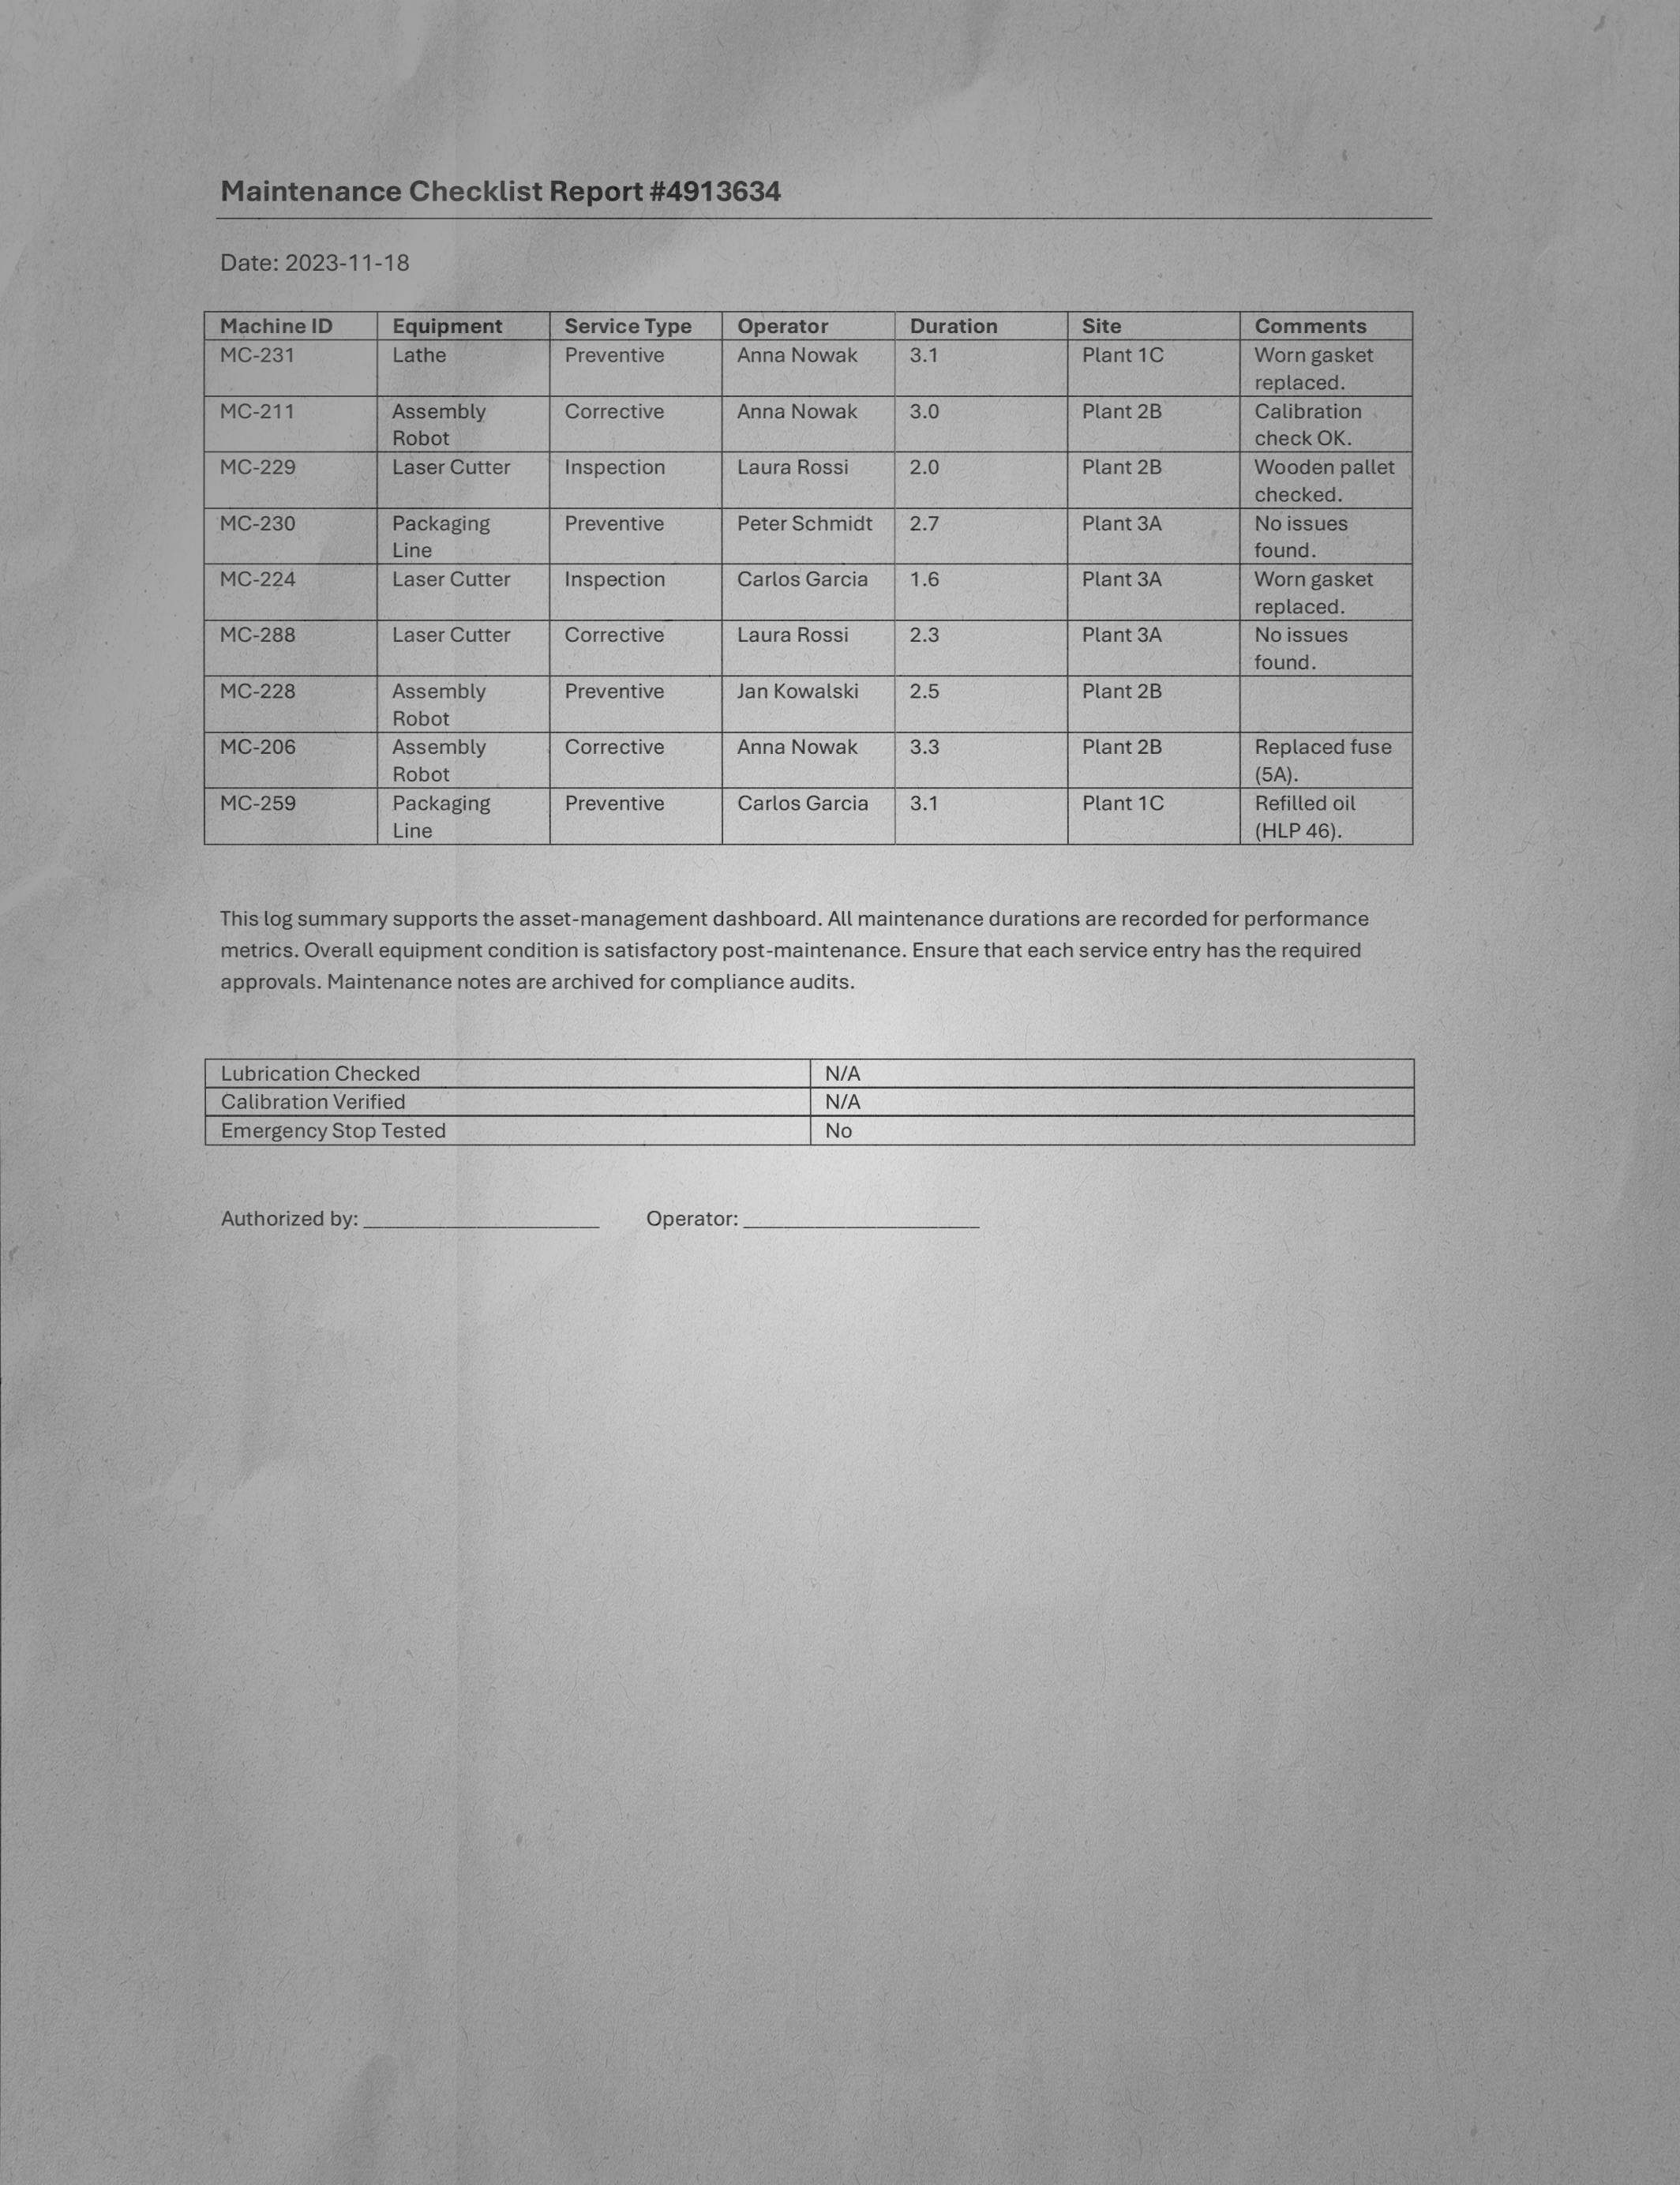 Maintenance Checklist Report #4913634
Date: 2023-11-18
Machine ID Equipment Service Type Operator Duration Site Comments
MC-231 Lathe Preventive Anna Nowak 3.1 Plant 1C Worn gasket
replaced.
MC-211 Assembly Corrective Anna Nowak 3.0 Plant 2B Calibration
Robot check OK.
MC-229 Laser Cutter Inspection Laura Rossi 2.0 Plant 2B Wooden pallet
checked.
MC-230 Packaging Preventive Peter Schmidt 2.7 Plant 3A No issues
Line found.
MC-224 Laser Cutter Inspection Carlos Garcia 1.6 Plant 3A Worn gasket
replaced.
MC-288 Laser Cutter Corrective Laura Rossi 2.3 Plant 3A No issues
found.
MC-228 Assembly Preventive Jan Kowalski 2.5 Plant 2B
Robot
MC-206 Assembly Corrective Anna Nowak 3.3 Plant 2B Replaced fuse
Robot (5A).
MC-259 Packaging Preventive Carlos Garcia 3.1 Plant 1C Refilled oil
Line (HLP 46).
This log summary supports the asset-management dashboard. All maintenance durations are recorded for performance
metrics. Overall equipment condition is satisfactory post-maintenance. Ensure that each service entry has the required
approvals. Maintenance notes are archived for compliance audits.
Lubrication Checked N/A
Calibration Verified N/A
Emergency Stop Tested No
Authorized by: ____________________ Operator: ____________________